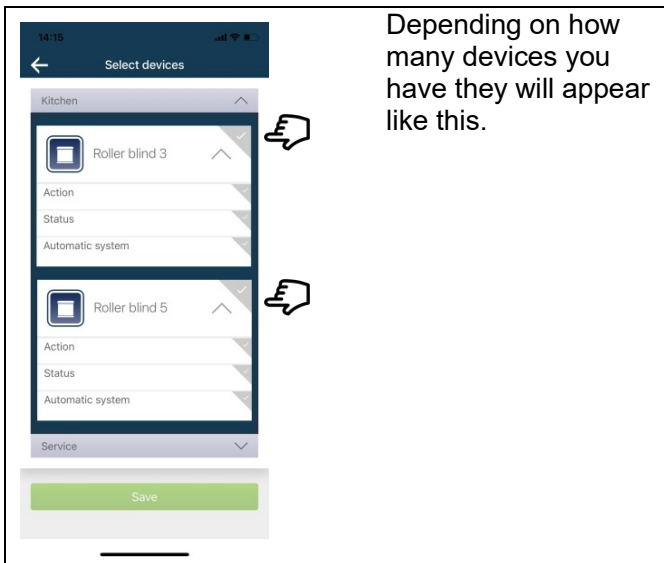 14:15
Select devices
Kitchen
Roller blind 3
Action
Status
Automatic system
Roller blind 5
Action
Status
Automatic system
Service
Save
Depending on how
many devices you
have they will appear
like this.